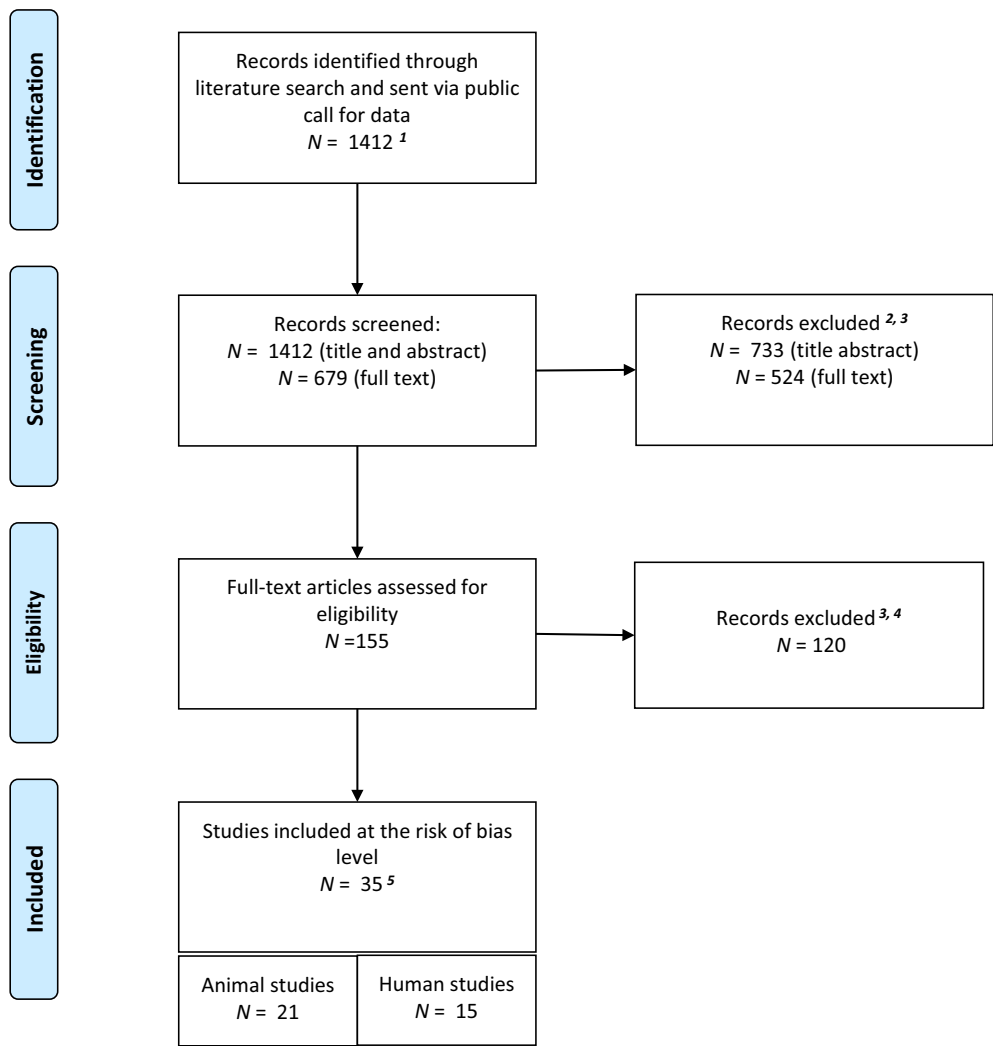 Identification
Records identified through
literature search and sent via public
call for data
N = 1412 1
Screening
Records screened:
N = 1412 (title and abstract)
N = 679 (full text)
Records excluded 2, 3
N = 733 (title abstract)
N = 524 (full text)
Eligibility
Full-text articles assessed for
eligibility
N =155
Records excluded 3, 4
N = 120
Included
Studies included at the risk of bias
level
N = 35 5
Animal studies
N = 21
Human studies
N = 15